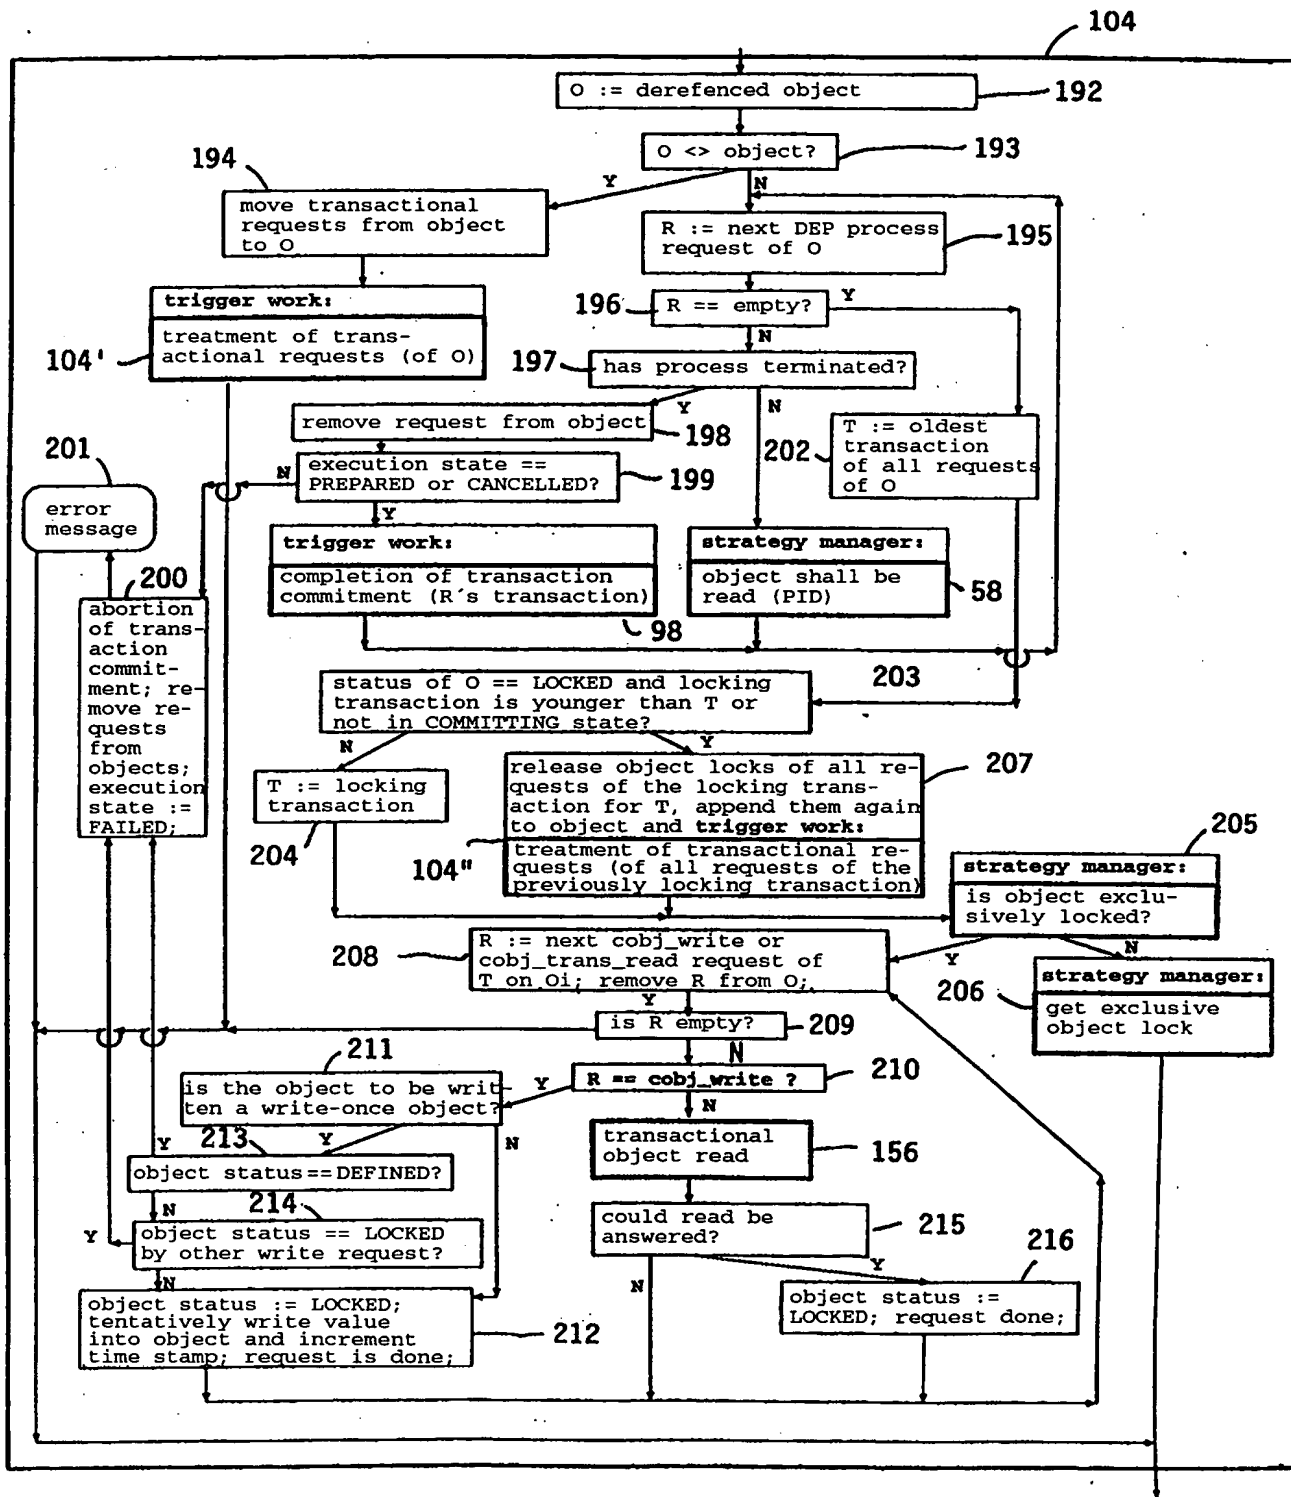 104
O := derefenced object
192
O <> object?
193
194
Y
N
move transactional
requests from object
to O
R := next DEP process
request of O
195
trigger work:
treatment of trans-
actional requests (of O)
104'
196
R == empty?
Y
N
197
has process terminated?
Y
N
remove request from object
198
T := oldest
transaction
of all requests
of O
202
201
error
message
N
execution state ==
PREPARED or CANCELLED?
199
Y
trigger work:
completion of transaction
commitment (R´s transaction)
98
strategy manager:
object shall be
read (PID)
58
200
abortion
of trans-
action
commit-
ment; re-
move re-
quests
from
objects;
execution
state :=
FAILED;
status of O == LOCKED and locking
transaction is younger than T or
not in COMMITTING state?
203
N
Y
T := locking
transaction
204
release object locks of all re-
quests of the locking trans-
action for T, append them again
to object and trigger work:
207
treatment of transactional re-
quests (of all requests of the
previously locking transaction)
104"
205
strategy manager:
is object exclu-
sively locked?
Y
N
208
R := next cobj_write or
cobj_trans_read request of
T on Oi; remove R from O;
206
strategy manager:
get exclusive
object lock
Y
is R empty?
209
N
211
is the object to be writ-
ten a write-once object?
Y
R == cobj_write ?
210
N
Y
N
213
Y
object status==DEFINED?
transactional
object read
156
N
214
Y
object status == LOCKED
by other write request?
could read be
answered?
215
N
N
Y
216
object status := LOCKED;
tentatively write value
into object and increment
time stamp; request is done;
212
object status :=
LOCKED; request done;